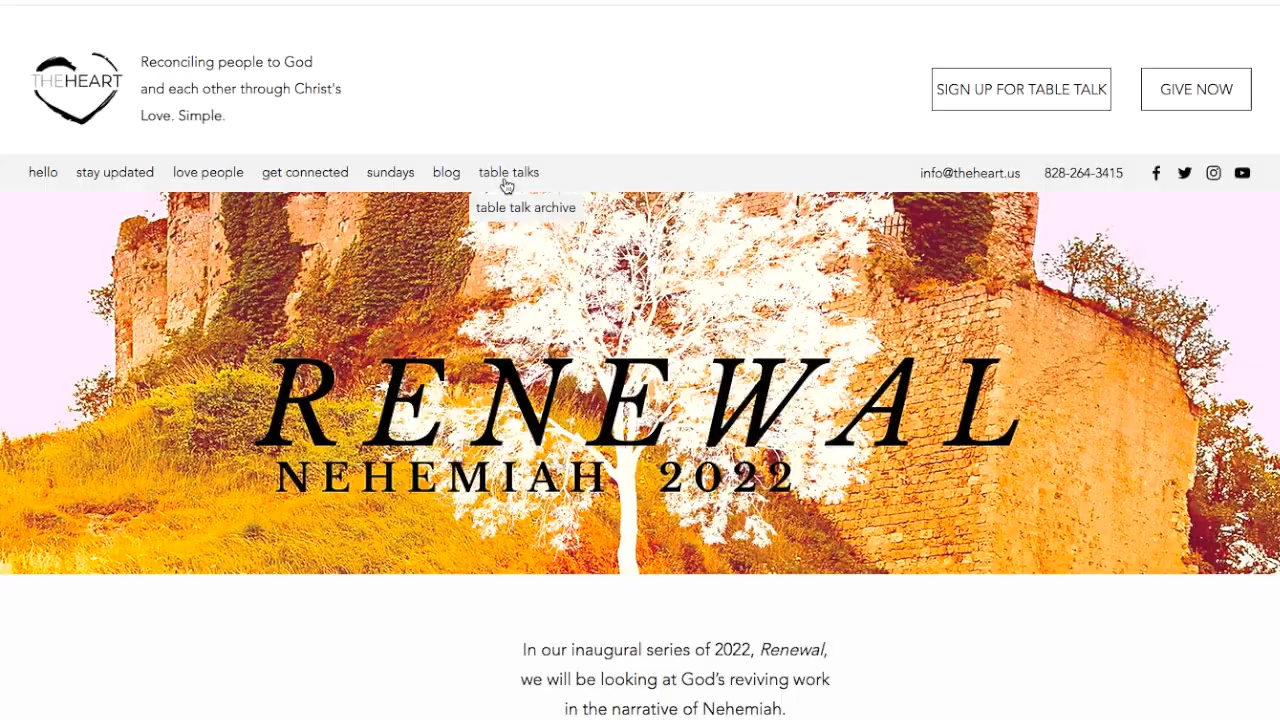 THEHEART
Reconciling people to God
and each other through Christ's
Love. Simple.
SIGN UP FOR TABLE TALK
GIVE NOW
hello stay updated love people get connected sundays blog table talks
info@theheart.us 828-264-3415
table talk archive
RENEWAL
NEHEMIAH 2022
In our inaugural series of 2022, Renewal,
we will be looking at God’s reviving work
in the narrative of Nehemiah.